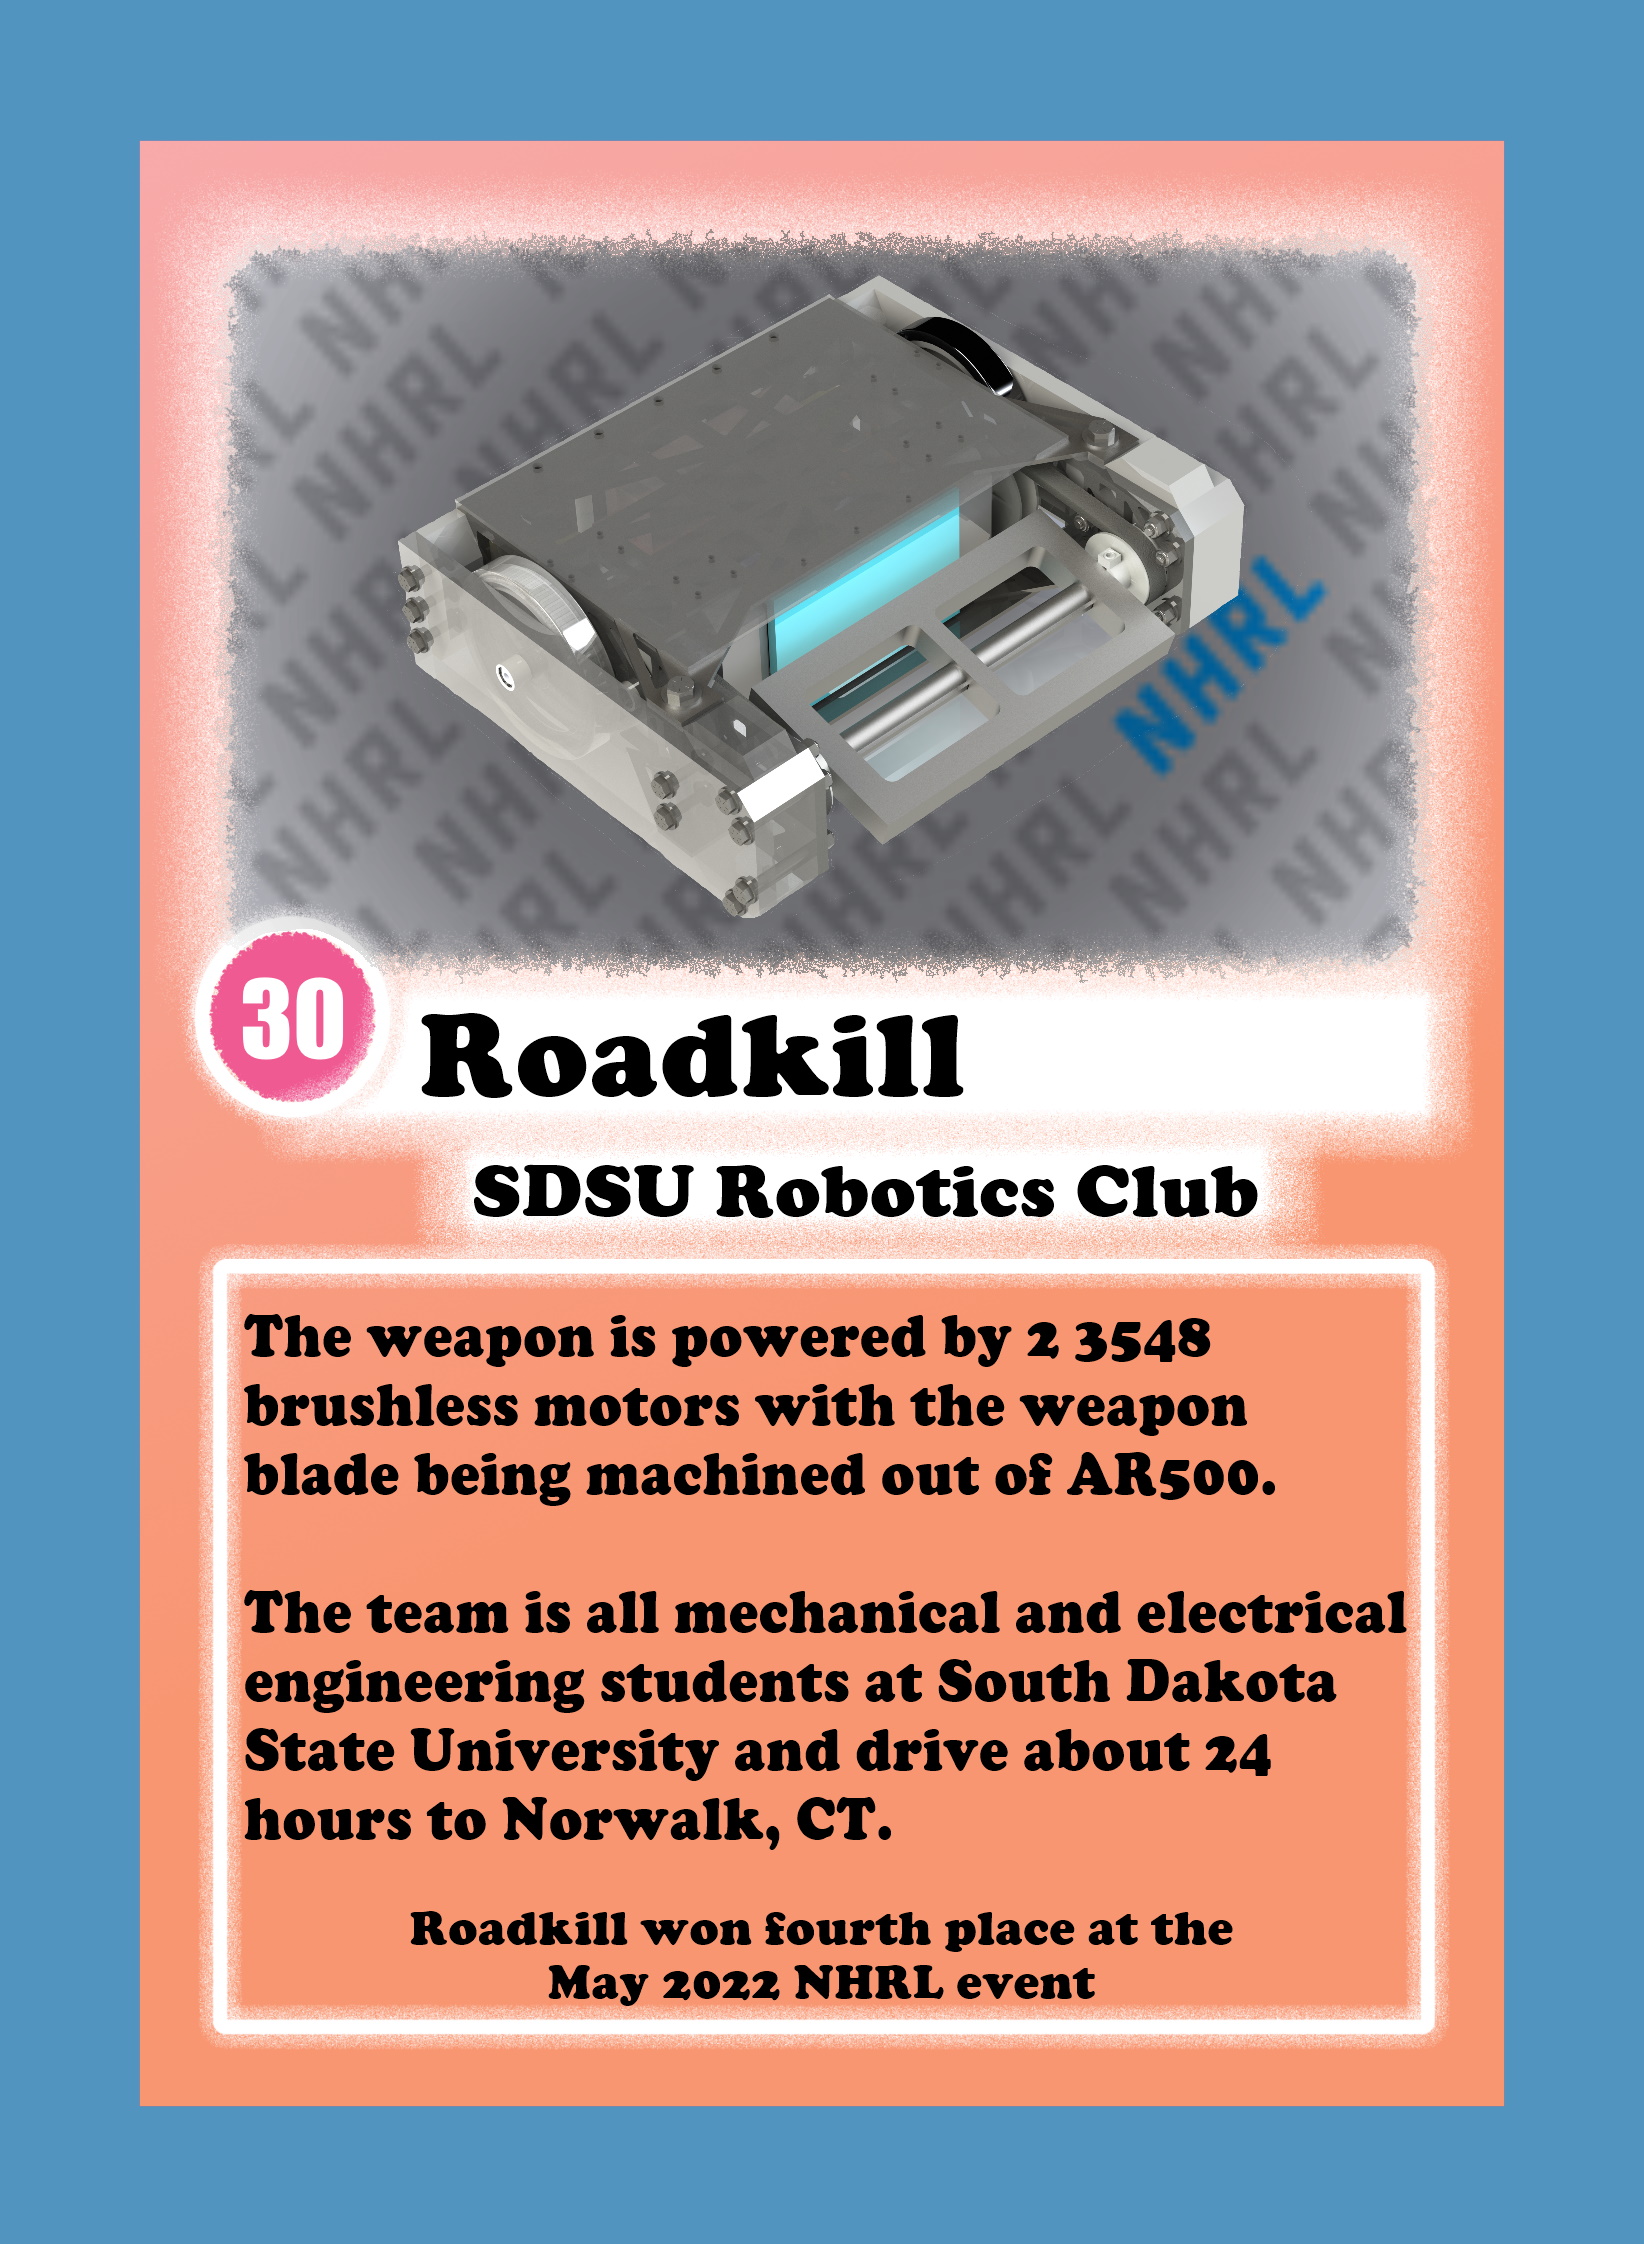 NHRL
30
Roadkill
SDSU Robotics Club
The weapon is powered by 2 3548
brushless motors with the weapon
blade being machined out of AR500.
The team is all mechanical and electrical
engineering students at South Dakota
State University and drive about 24
hours to Norwalk, CT.
Roadkill won fourth place at the
May 2022 NHRL event